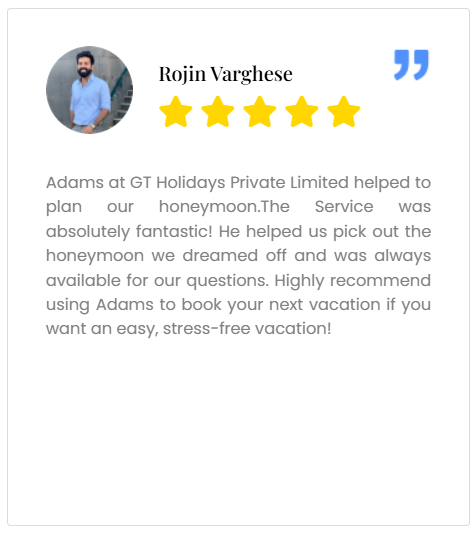 Rojin Varghese
Adams at GT Holidays Private Limited helped to
plan our honeymoon.The Service was
absolutely fantastic! He helped us pick out the
honeymoon we dreamed off and was always
available for our questions. Highly recommend
using Adams to book your next vacation if you
want an easy, stress-free vacation!